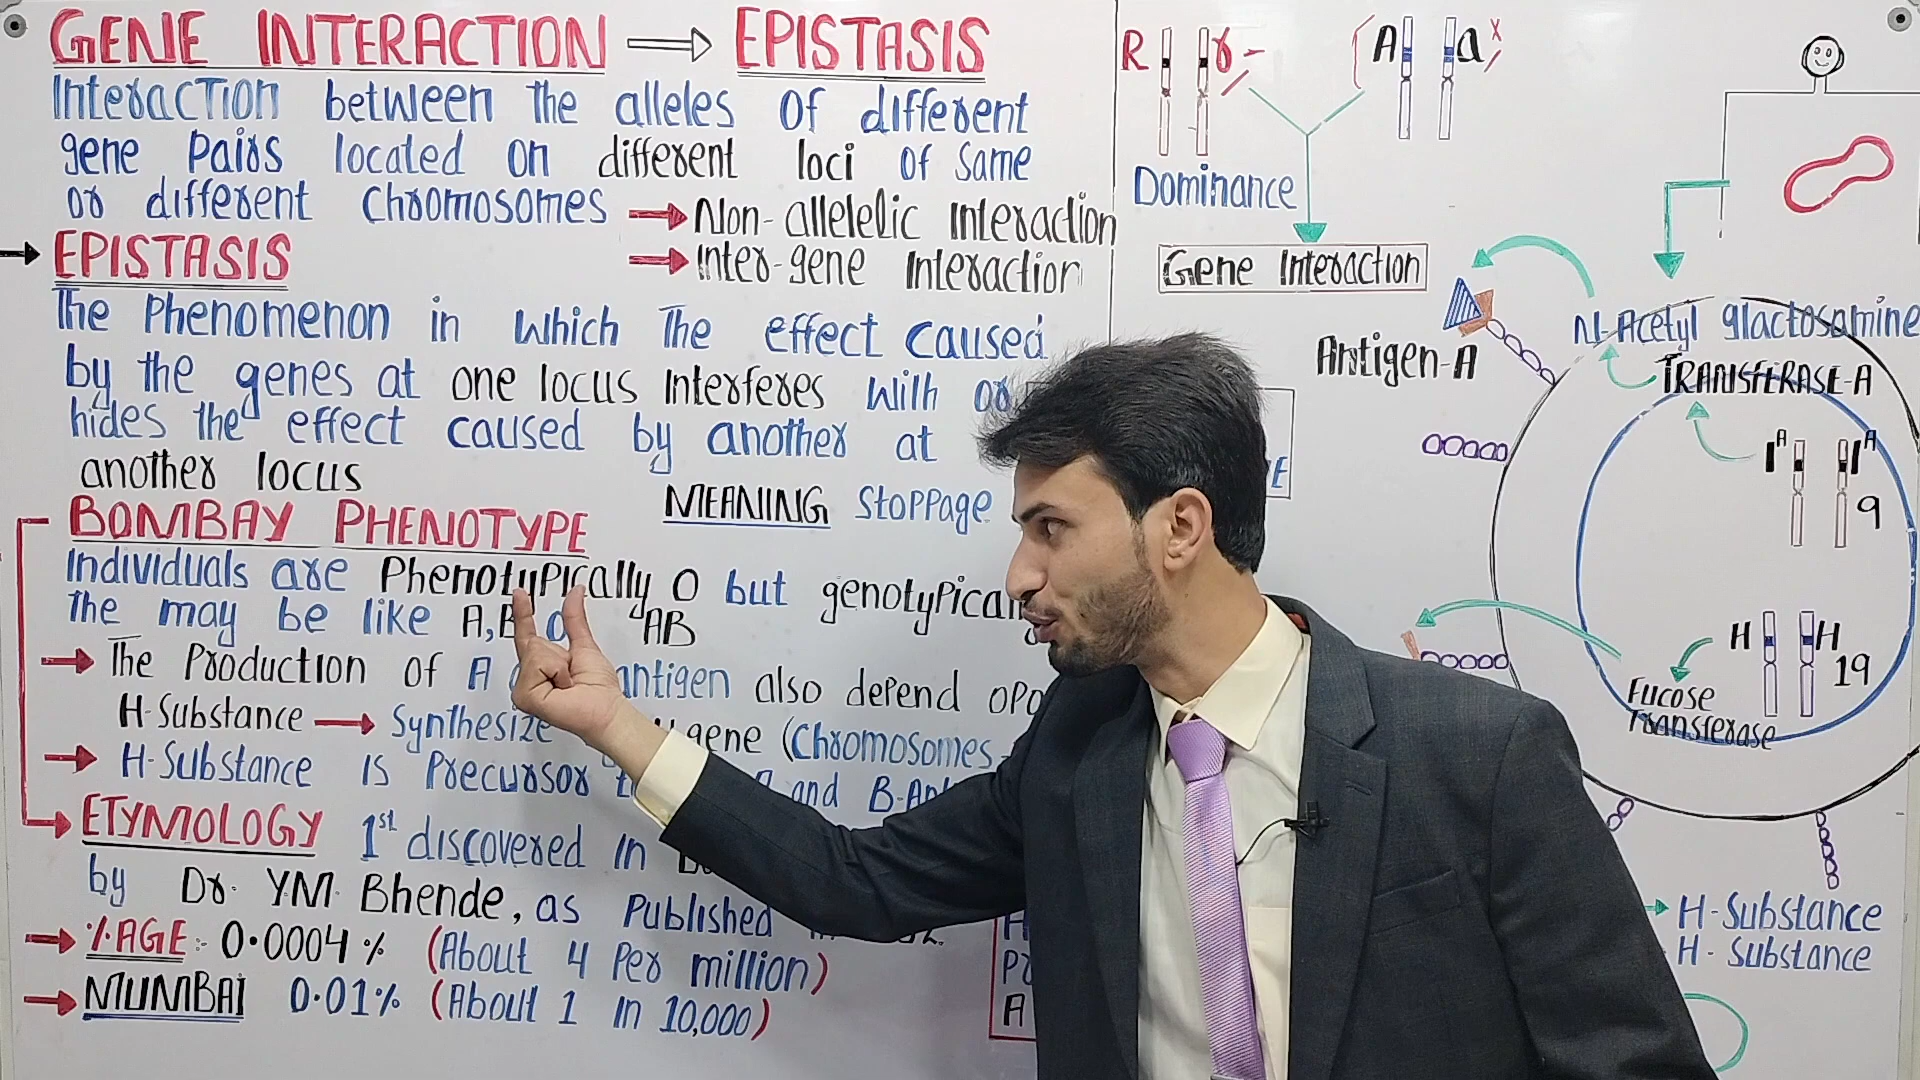 GENE INTERACTION → EPISTASIS
Interaction between the alleles of different
gene pairs located on different loci of same
or different chromosomes → Non-allelelic interaction
→ Inter-gene interaction
→ EPISTASIS
The phenomenon in which the effect caused
by the genes at one locus interferes with or
hides the effect caused by another at
another locus
MEANING Stoppage
BOMBAY PHENOTYPE
Individuals are phenotypically O but
the may be like A,B AB
→ The production of A antigen also depend
H-Substance → Synthesize gene (Chromosomes-
→ H-Substance is precursor and
ETYMOLOGY 1st discovered in
by Dr. YM Bhende, as published
→ %AGE:- 0.0004 % (About 4 per million)
→ MUMBAI 0.01% (About 1 in 10,000)
R r
A a
Dominance
Gene Interaction
Antigen-A
N-Acetyl glactosamine
TRANSFERASE-A
I^A I^A
9
H H
19
Fucose
Transferase
→ H-Substance
H-Substance
A